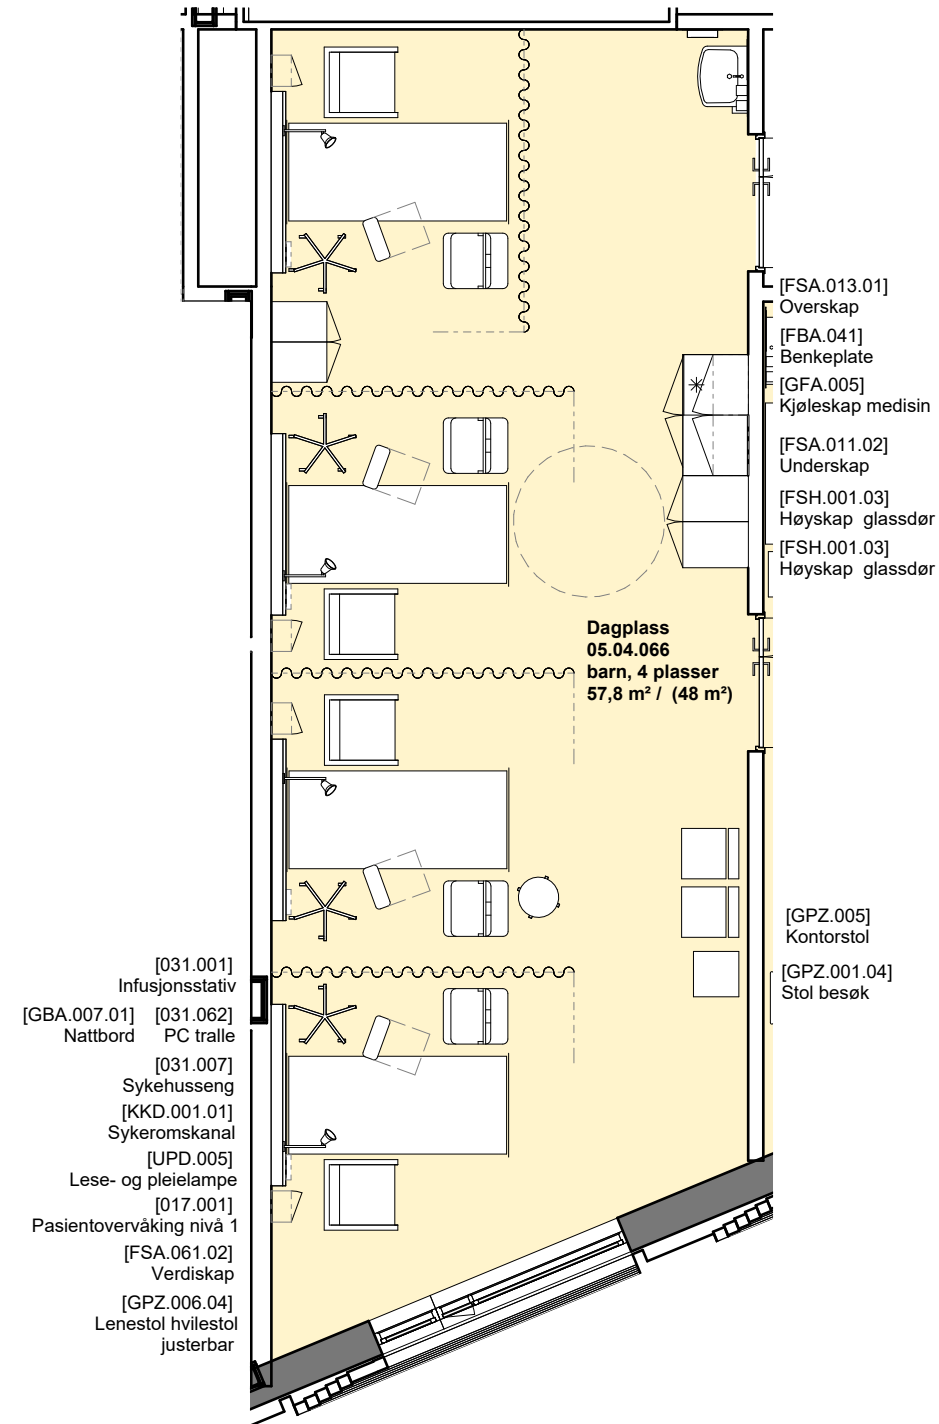 [FSA.013.01]
Overskap
[FBA.041]
Benkeplate
[GFA.005]
Kjøleskap medisin
[FSA.011.02]
Underskap
[FSH.001.03]
Høyskap glassdør
[FSH.001.03]
Høyskap glassdør
Dagplass
05.04.066
barn, 4 plasser
57,8 m² / (48 m²)
[GPZ.005]
Kontorstol
[GPZ.001.04]
Stol besøk
[031.001]
Infusjonsstativ
[GBA.007.01] [031.062]
Nattbord PC tralle
[031.007]
Sykehusseng
[KKD.001.01]
Sykeromskanal
[UPD.005]
Lese- og pleielampe
[017.001]
Pasientovervåking nivå 1
[FSA.061.02]
Verdiskap
[GPZ.006.04]
Lenestol hvilestol
justerbar